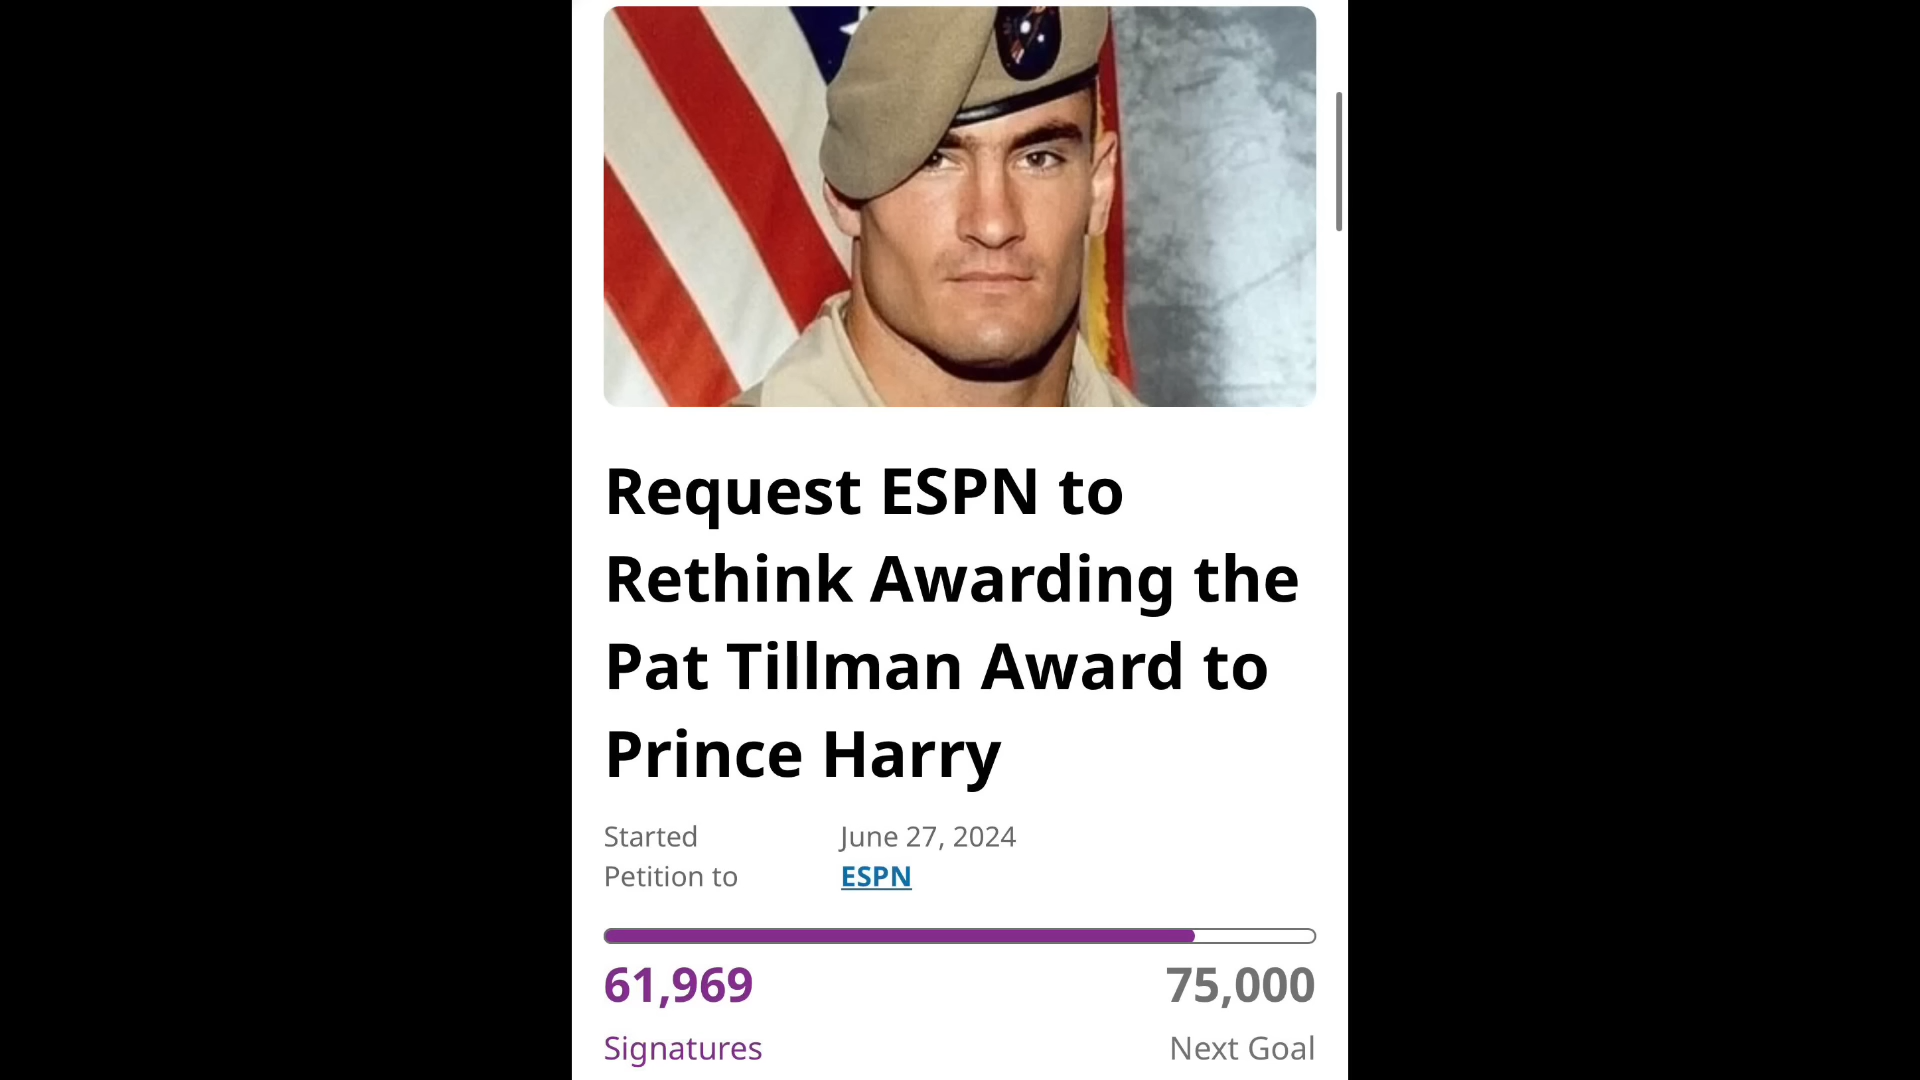 Request ESPN to
Rethink Awarding the
Pat Tillman Award to
Prince Harry
Started June 27, 2024
Petition to ESPN
61,969 75,000
Signatures Next Goal